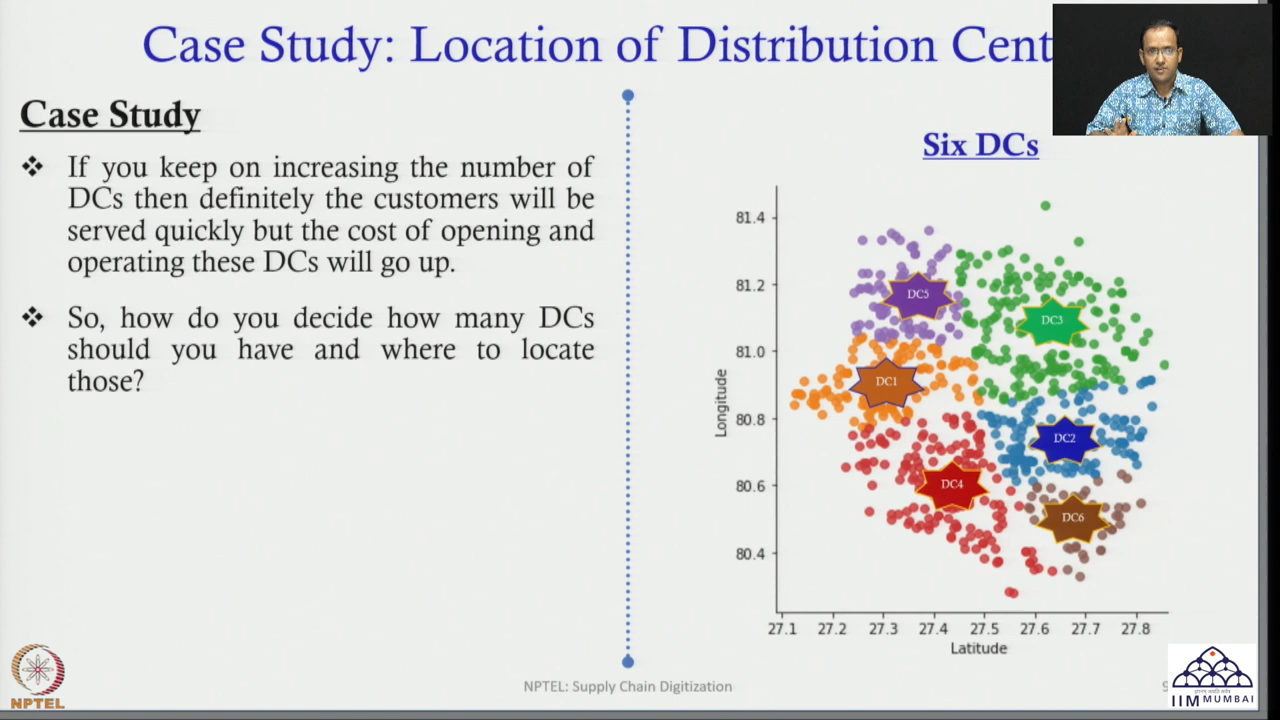 Case Study: Location of Distribution Cent
Case Study
❖ If you keep on increasing the number of
DCs then definitely the customers will be
served quickly but the cost of opening and
operating these DCs will go up.
❖ So, how do you decide how many DCs
should you have and where to locate
those?
Six DCs
81.4
81.2
81.0
80.8
80.6
80.4
Longitude
DC5
DC3
DC1
DC2
DC4
DC6
27.1 27.2 27.3 27.4 27.5 27.6 27.7 27.8
Latitude
NPTEL
NPTEL: Supply Chain Digitization
IIM MUMBAI